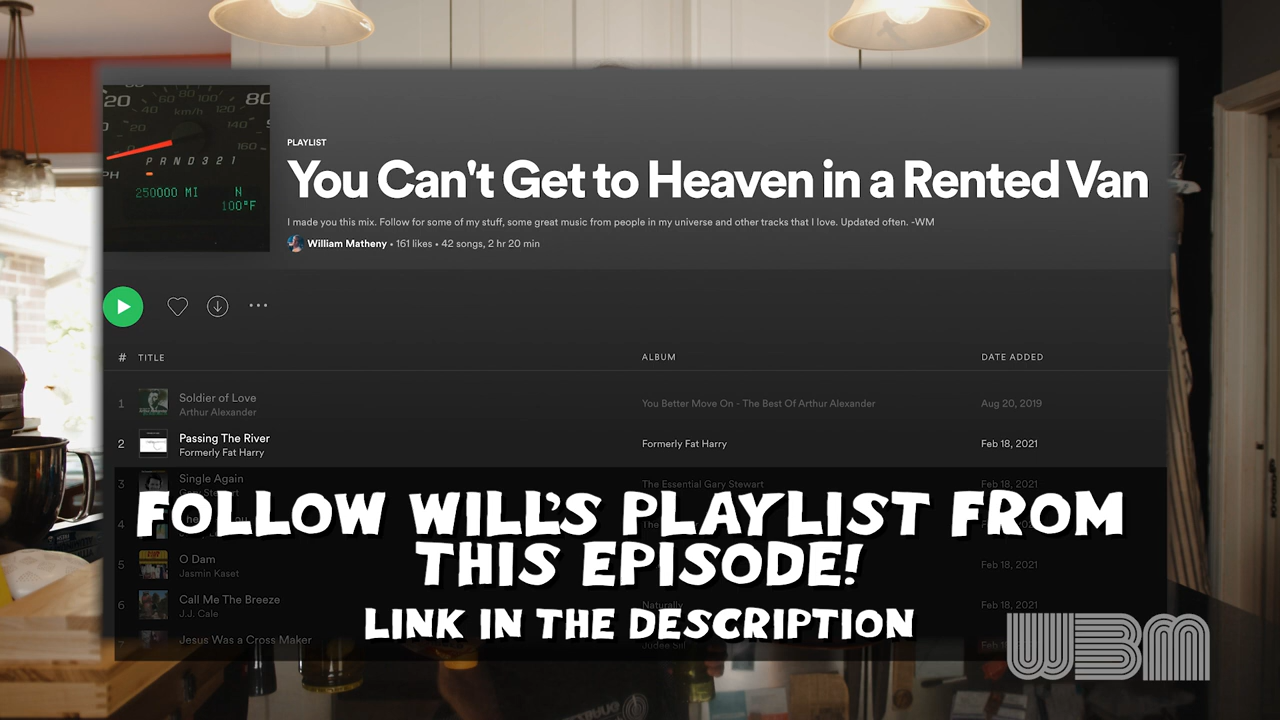 20 60 80 100 80
40 km/h 120
20 140
0 160
PH P R N D 3 2 1
250000 MI N
100°F
PLAYLIST
You Can't Get to Heaven in a Rented Van
I made you this mix. Follow for some of my stuff, some great music from people in my universe and other tracks that I love. Updated often. -WM
William Matheny • 161 likes • 42 songs, 2 hr 20 min
# TITLE ALBUM DATE ADDED
1 Soldier of Love You Better Move On - The Best Of Arthur Alexander Aug 20, 2019
Arthur Alexander
2 Passing The River Formerly Fat Harry Feb 18, 2021
Formerly Fat Harry
3 Single Again The Essential Gary Stewart Feb 18, 2021
FOLLOW WILL'S PLAYLIST FROM
THIS EPISODE!
LINK IN THE DESCRIPTION
4
5 O Dam Feb 18, 2021
Jasmin Kaset
6 Call Me The Breeze Naturally Feb 18, 2021
J.J. Cale
7 Jesus Was a Cross Maker Judee Sill
WBM